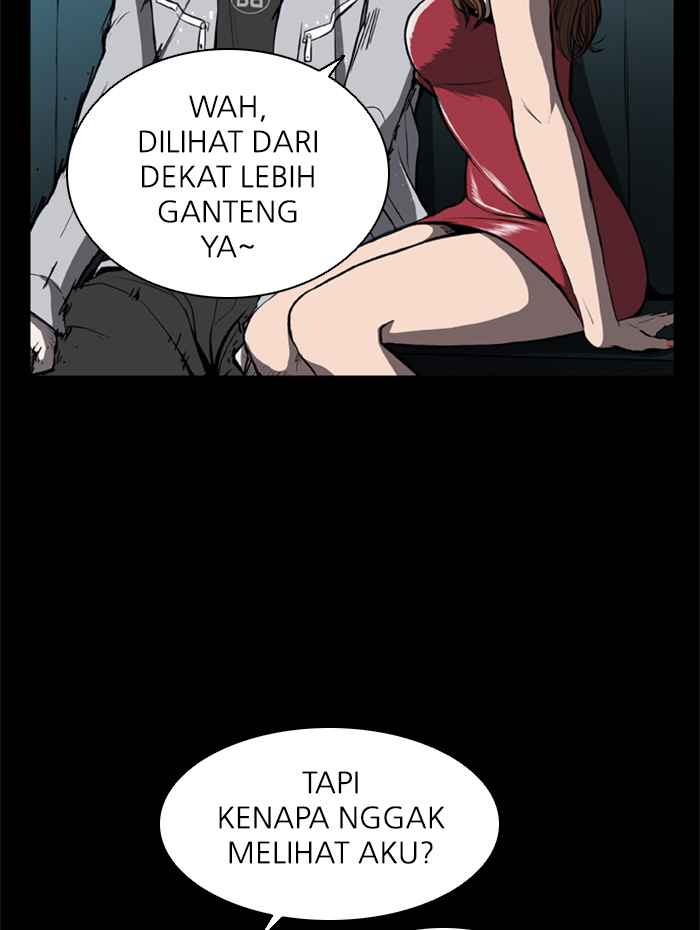 WAH,
DILIHAT DARI
DEKAT LEBIH
GANTENG
YA~
TAPI
KENAPA NGGAK
MELIHAT AKU?